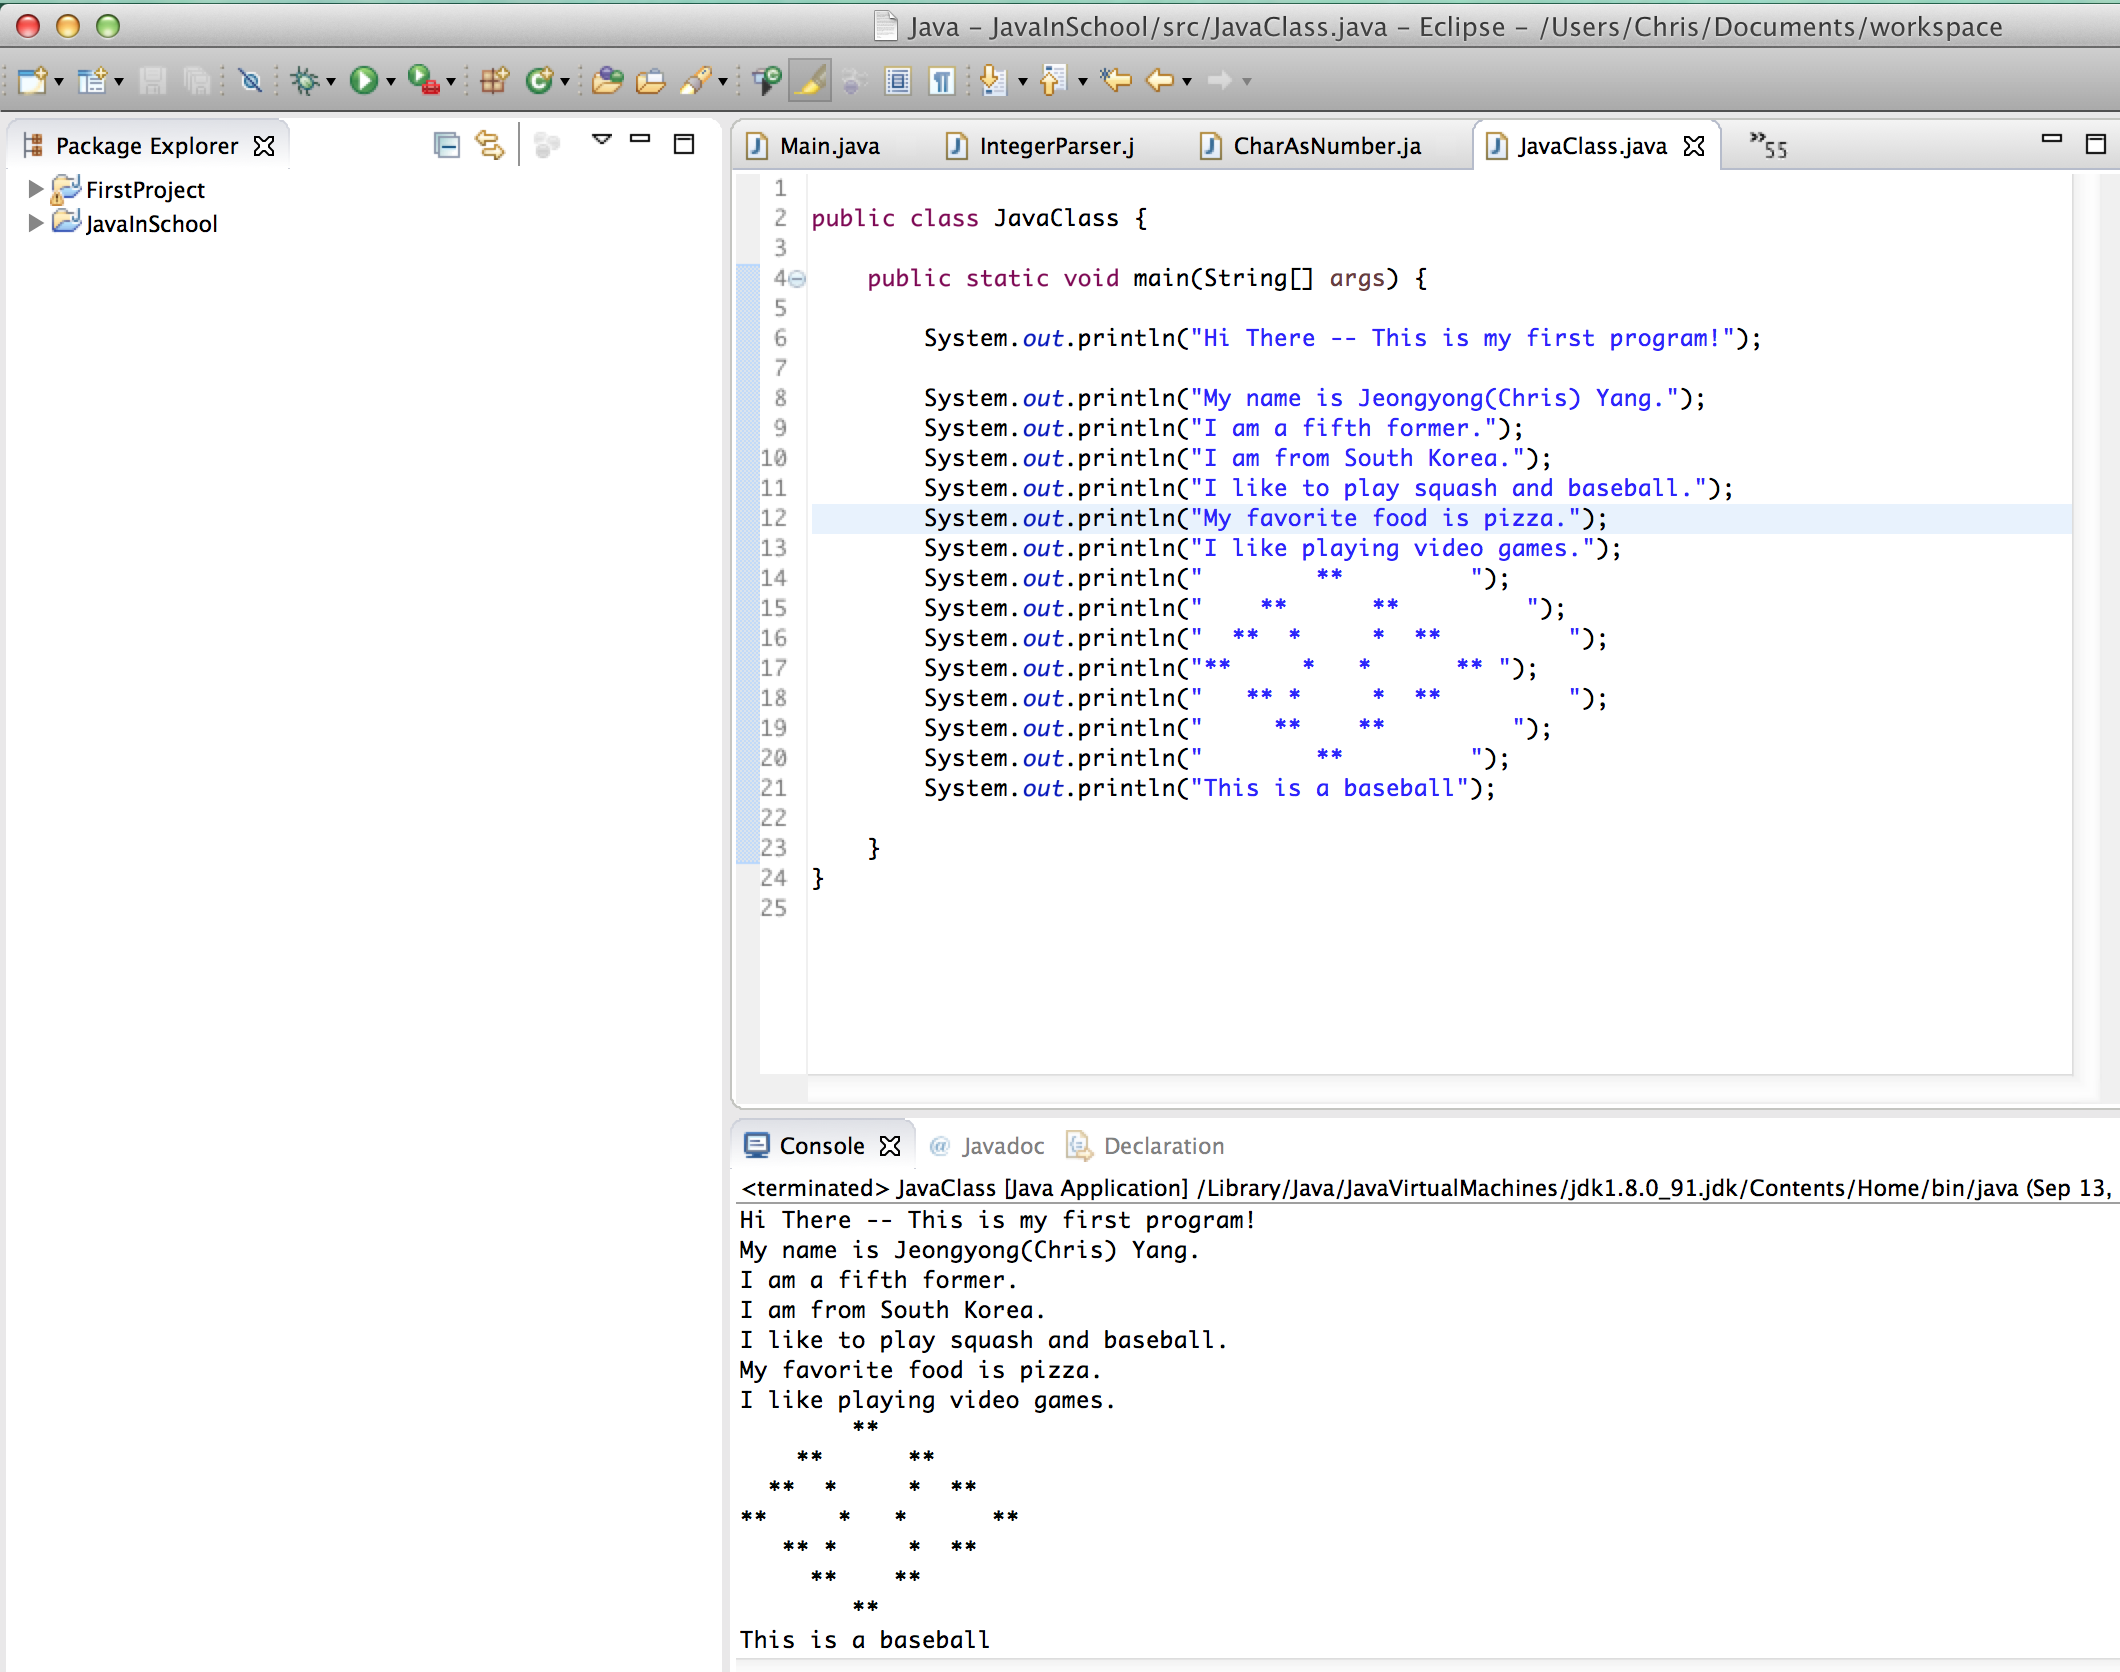 Java – JavaInSchool/src/JavaClass.java – Eclipse – /Users/Chris/Documents/workspace
Package Explorer
FirstProject
JavaInSchool
Main.java IntegerParser.j CharAsNumber.ja JavaClass.java »55
1
2 public class JavaClass {
3
4     public static void main(String[] args) {
5
6         System.out.println("Hi There -- This is my first program!");
7
8         System.out.println("My name is Jeongyong(Chris) Yang.");
9         System.out.println("I am a fifth former.");
10         System.out.println("I am from South Korea.");
11         System.out.println("I like to play squash and baseball.");
12         System.out.println("My favorite food is pizza.");
13         System.out.println("I like playing video games.");
14         System.out.println("        **         ");
15         System.out.println("    **      **         ");
16         System.out.println("  **  *     *  **         ");
17         System.out.println("**     *   *      ** ");
18         System.out.println("   ** *     *  **         ");
19         System.out.println("     **    **         ");
20         System.out.println("        **         ");
21         System.out.println("This is a baseball");
22
23     }
24 }
25
Console Javadoc Declaration
<terminated> JavaClass [Java Application] /Library/Java/JavaVirtualMachines/jdk1.8.0_91.jdk/Contents/Home/bin/java (Sep 13,
Hi There -- This is my first program!
My name is Jeongyong(Chris) Yang.
I am a fifth former.
I am from South Korea.
I like to play squash and baseball.
My favorite food is pizza.
I like playing video games.
        **
    **      **
  **  *     *  **
**     *   *      **
   ** *     *  **
     **    **
        **
This is a baseball